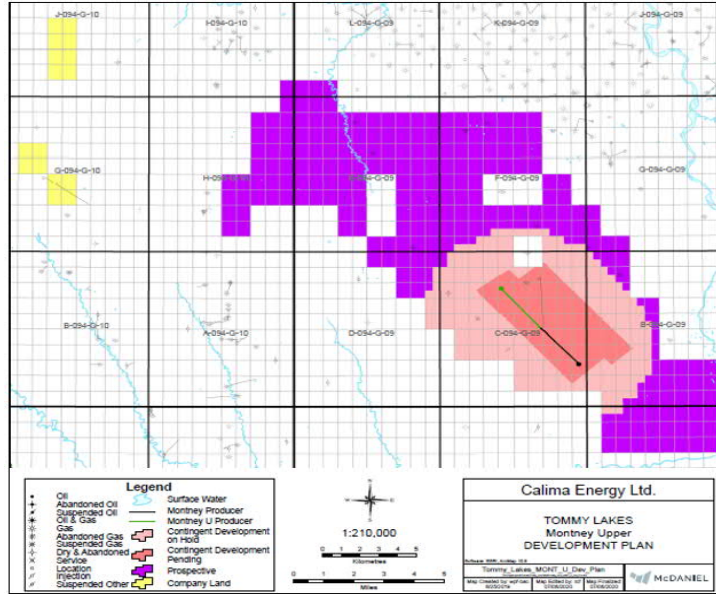 J-094-G-10
I-094-G-10
L-094-G-09
K-094-G-09
J-094-G-09
G-094-G-10
H-094-G-10
F-094-G-09
G-094-G-09
B-094-G-10
A-094-G-10
D-094-G-09
C-094-G-09
B-094-G-09
Legend
Oil
Abandoned Oil
Suspended Oil
Oil & Gas
Gas
Abandoned Gas
Suspended Gas
Dry & Abandoned
Service
Location
Injection
Suspended Other
Surface Water
Montney Producer
Montney U Producer
Contingent Development
on Hold
Contingent Development
Pending
Prospective
Company Land
N
1:210,000
Kilometres
Miles
Calima Energy Ltd.
TOMMY LAKES
Montney Upper
DEVELOPMENT PLAN
Tommy_Lakes_MONT_U_Dev_Plan
McDANIEL